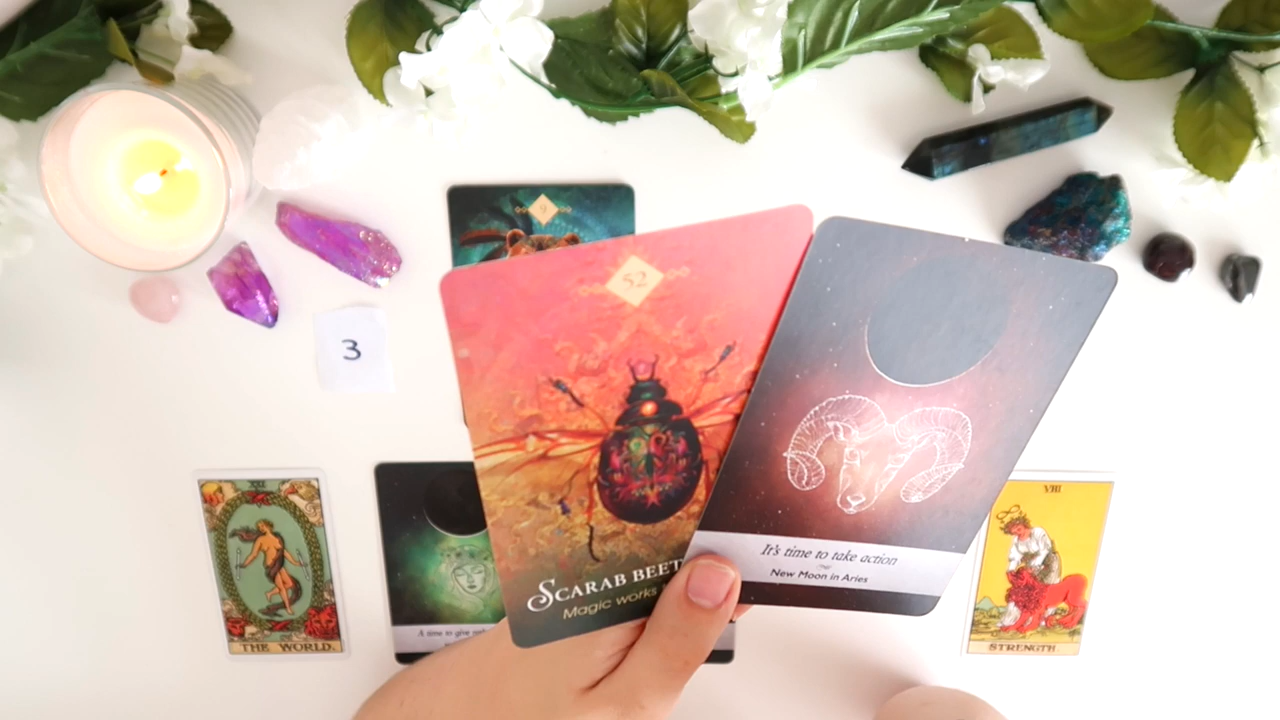 9
52
3
SCARAB
Magic works
It's time to take action
New Moon in Aries
XXI
THE WORLD.
A time to give
VIII
STRENGTH.